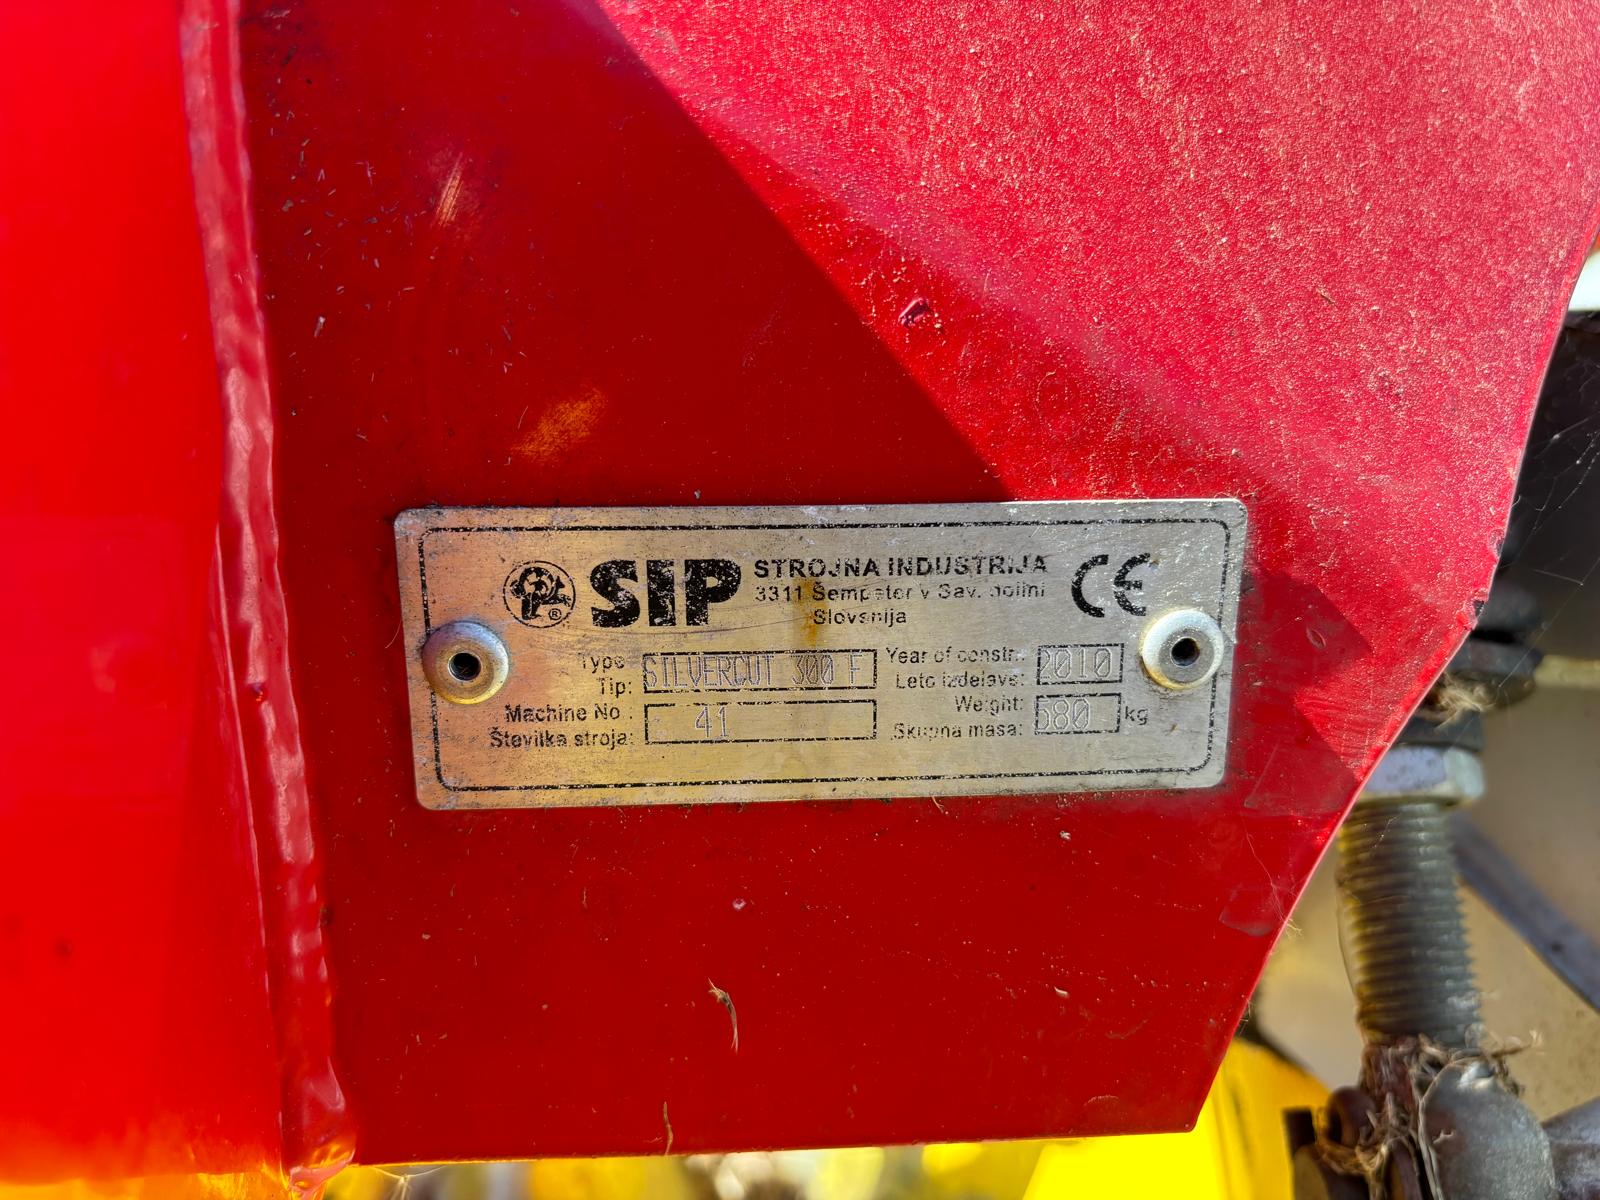 SIP STROJNA INDUSTRIJA
3311 Šempeter v Sav. dolini
Slovenija
CE
®
Type
Tip: SILVERCUT 300 F
Year of constr.:
Leto izdelave: 2010
Machine No.:
Številka stroja: 41
Weight:
Skupna masa: 680 kg